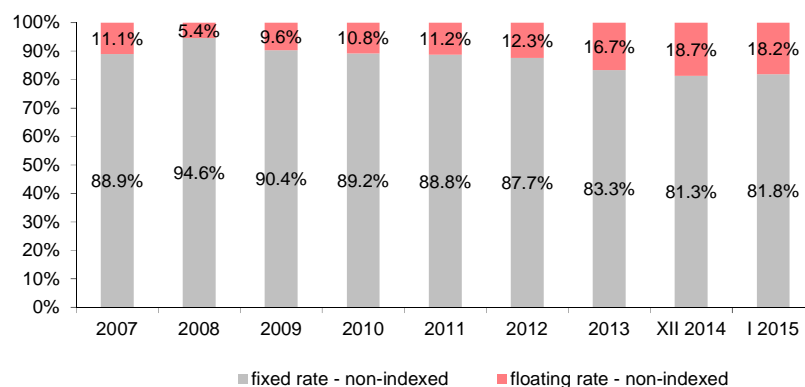 100%
90%
80%
70%
60%
50%
40%
30%
20%
10%
0%
11.1% 5.4% 9.6% 10.8% 11.2% 12.3% 16.7% 18.7% 18.2%
88.9% 94.6% 90.4% 89.2% 88.8% 87.7% 83.3% 81.3% 81.8%
2007 2008 2009 2010 2011 2012 2013 XII 2014 I 2015
fixed rate - non-indexed floating rate - non-indexed